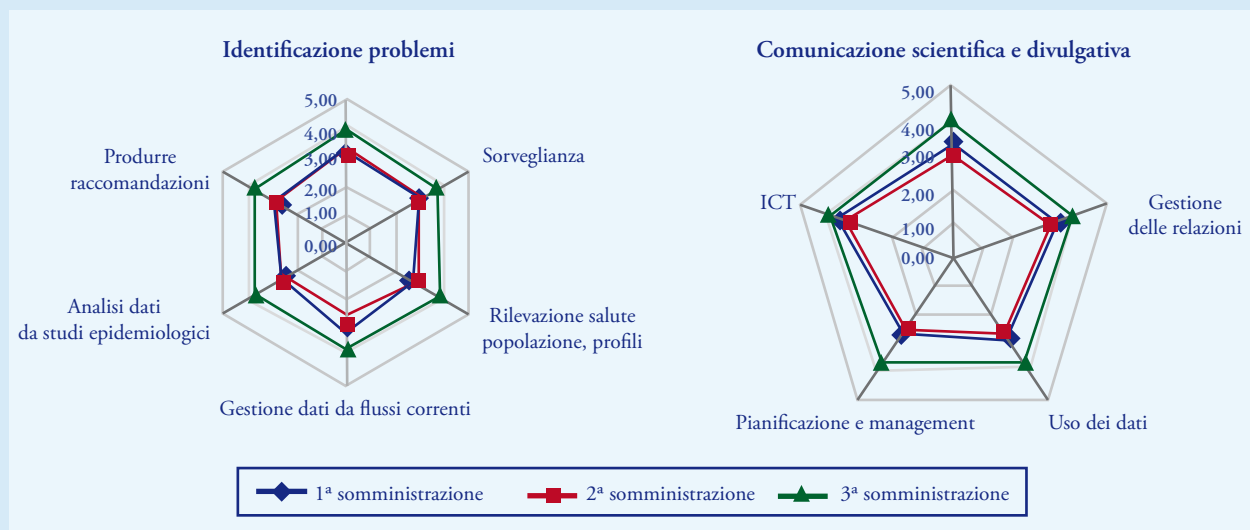 Identificazione problemi
5,00
4,00
3,00
2,00
1,00
0,00
Sorveglianza
Rilevazione salute
popolazione, profili
Gestione dati da flussi correnti
Analisi dati
da studi epidemiologici
Produrre
raccomandazioni
Comunicazione scientifica e divulgativa
5,00
4,00
3,00
2,00
1,00
0,00
Gestione
delle relazioni
Uso dei dati
Pianificazione e management
ICT
1ª somministrazione
2ª somministrazione
3ª somministrazione